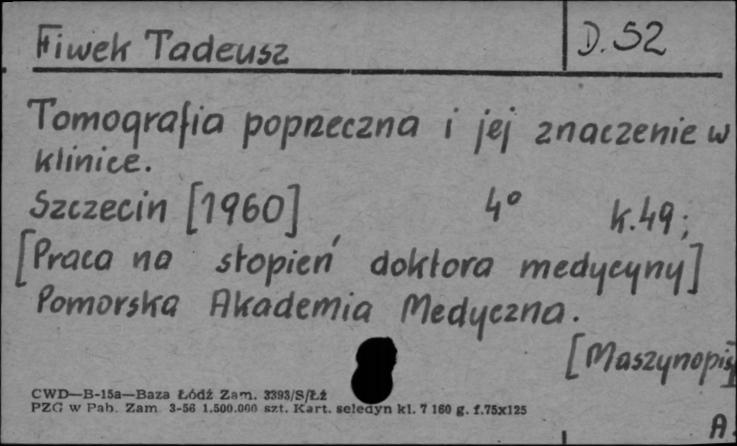 Fiwek Tadeusz
D.52
Tomografia poprzeczna i jej znaczenie w
klinice.
Szczecin [1960] 4° k.49;
[Praca na stopień doktora medycyny]
Pomorska Akademia Medyczna.
[Maszynopis
CWD—B-15a—Baza Łódź Zam. 3393/S/Łź
PZG w Pab. Zam 3-56 1.500.000 szt. Kart. seledyn kl. 7 160 g. f.75x125
A.